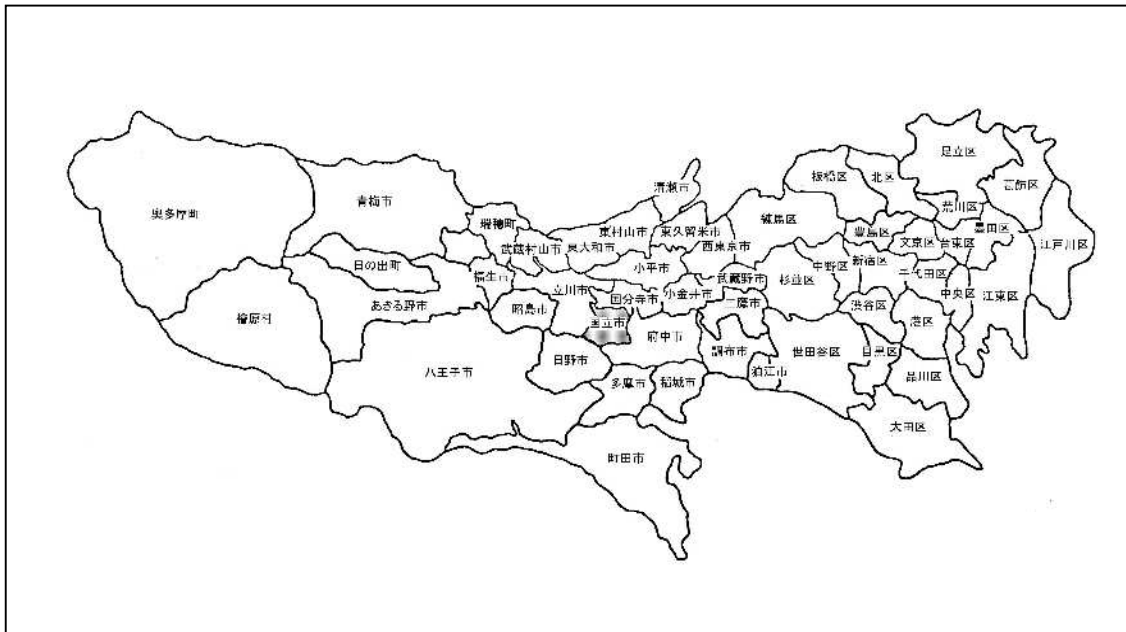 足立区
板橋区
北区
葛飾区
清瀬市
青梅市
荒川区
奥多摩町
瑞穂町
練馬区
墨田区
東村山市
東久留米市
豊島区
文京区
台東区
江戸川区
武蔵村山市
東大和市
西東京市
日の出町
小平市
中野区
新宿区
福生市
武蔵野市
杉並区
千代田区
立川市
小金井市
中央区
江東区
あきる野市
国分寺市
三鷹市
渋谷区
昭島市
檜原村
国立市
港区
府中市
調布市
世田谷区
目黒区
日野市
八王子市
狛江市
品川区
多摩市
稲城市
大田区
町田市